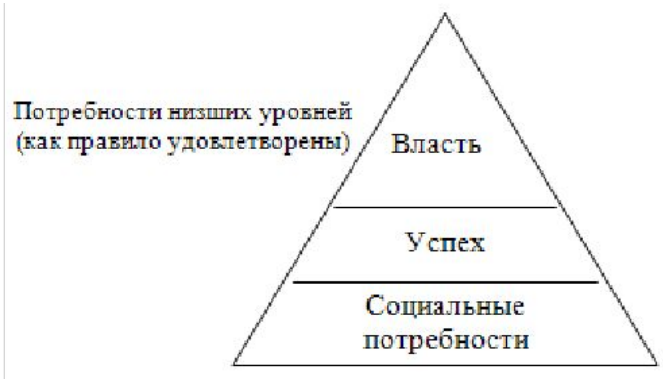 Потребности низших уровней
(как правило удовлетворены)
Власть
Успех
Социальные
потребности